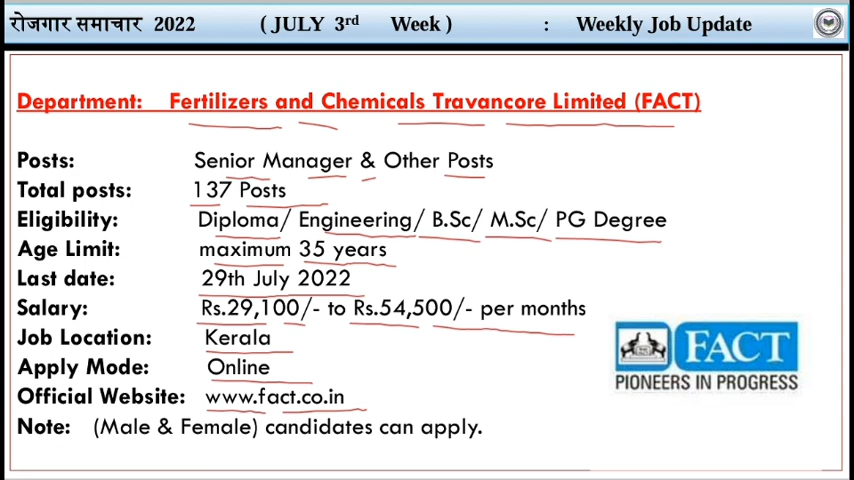 रोजगार समाचार 2022 ( JULY 3rd Week ) : Weekly Job Update
Department: Fertilizers and Chemicals Travancore Limited (FACT)
Posts: Senior Manager & Other Posts
Total posts: 137 Posts
Eligibility: Diploma/ Engineering/ B.Sc/ M.Sc/ PG Degree
Age Limit: maximum 35 years
Last date: 29th July 2022
Salary: Rs.29,100/- to Rs.54,500/- per months
Job Location: Kerala
Apply Mode: Online
Official Website: www.fact.co.in
Note: (Male & Female) candidates can apply.
FACT
PIONEERS IN PROGRESS